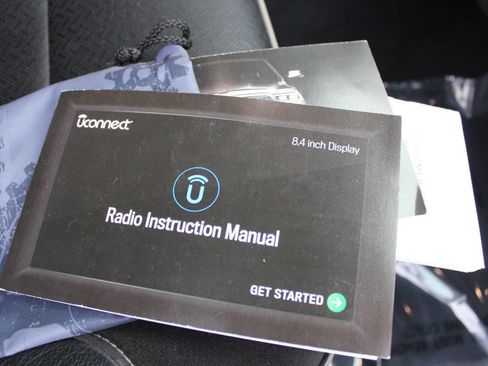 uconnect
8.4 inch Display
U
Radio Instruction Manual
GET STARTED